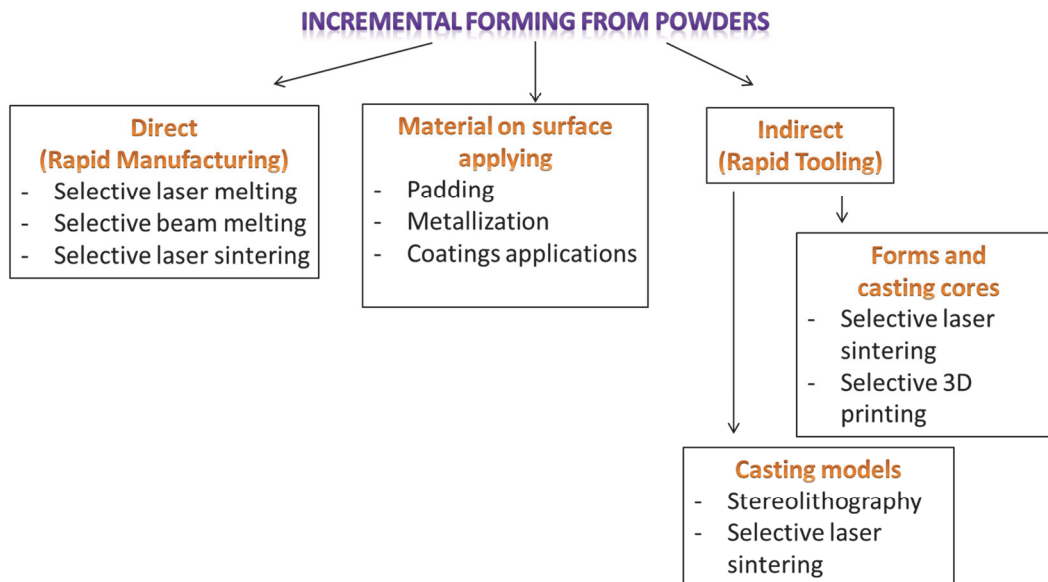 INCREMENTAL FORMING FROM POWDERS
Direct
(Rapid Manufacturing)
- Selective laser melting
- Selective beam melting
- Selective laser sintering
Material on surface
applying
- Padding
- Metallization
- Coatings applications
Indirect
(Rapid Tooling)
Forms and
casting cores
- Selective laser
sintering
- Selective 3D
printing
Casting models
- Stereolithography
- Selective laser
sintering